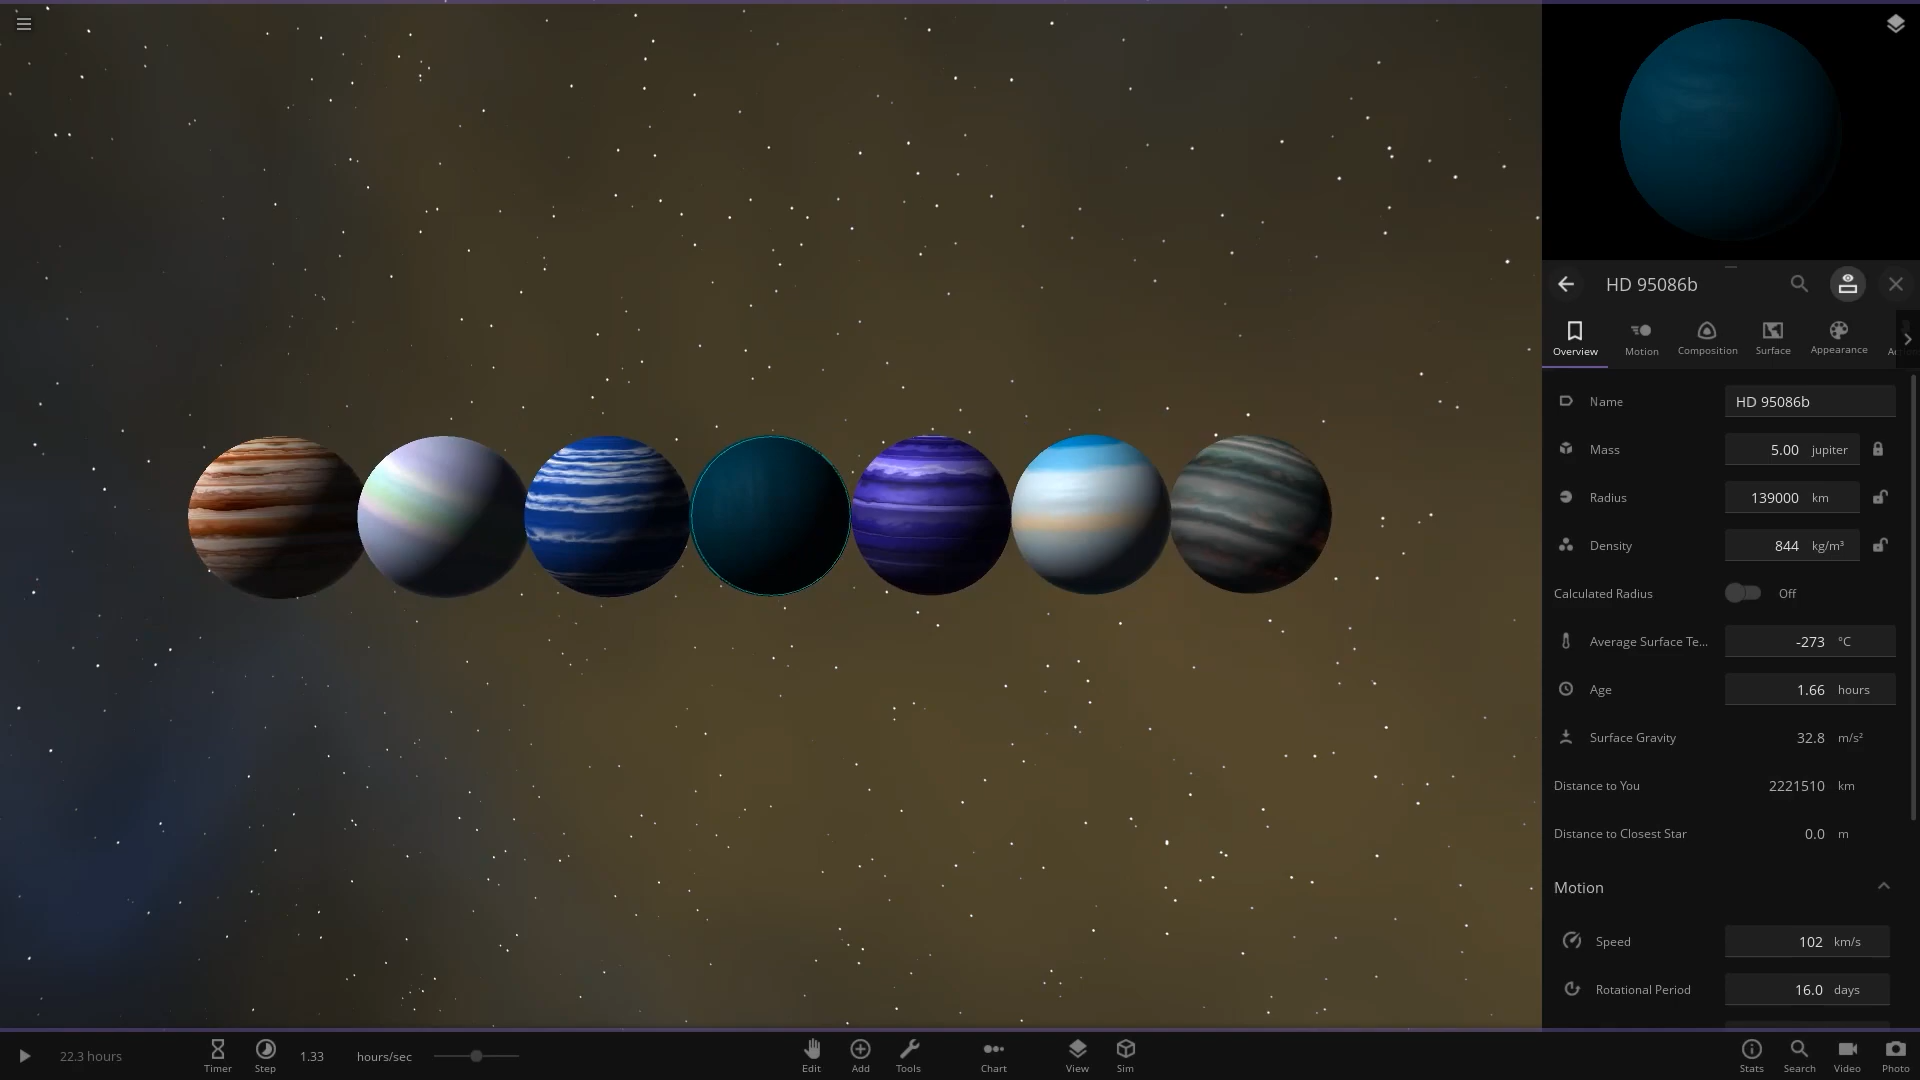 HD 95086b
Overview
Motion
Composition
Surface
Appearance
Name HD 95086b
Mass 5.00 jupiter
Radius 139000 km
Density 844 kg/m³
Calculated Radius Off
Average Surface Te... -273 °C
Age 1.66 hours
Surface Gravity 32.8 m/s²
Distance to You 2221510 km
Distance to Closest Star 0.0 m
Motion
Speed 102 km/s
Rotational Period 16.0 days
22.3 hours
Timer
Step
1.33 hours/sec
Edit
Add
Tools
Chart
View
Sim
Stats
Search
Video
Photo